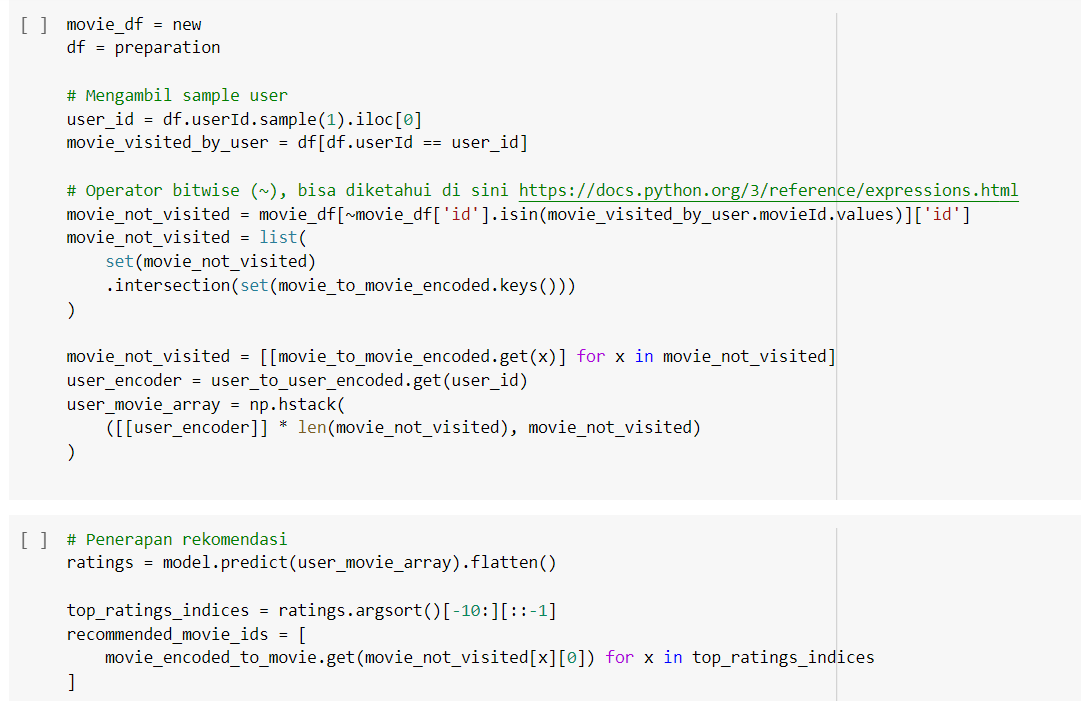 [ ] movie_df = new
df = preparation
# Mengambil sample user
user_id = df.userId.sample(1).iloc[0]
movie_visited_by_user = df[df.userId == user_id]
# Operator bitwise (~), bisa diketahui di sini https://docs.python.org/3/reference/expressions.html
movie_not_visited = movie_df[~movie_df['id'].isin(movie_visited_by_user.movieId.values)]['id']
movie_not_visited = list(
set(movie_not_visited)
.intersection(set(movie_to_movie_encoded.keys()))
)
movie_not_visited = [[movie_to_movie_encoded.get(x)] for x in movie_not_visited]
user_encoder = user_to_user_encoded.get(user_id)
user_movie_array = np.hstack(
([[user_encoder]] * len(movie_not_visited), movie_not_visited)
)
[ ] # Penerapan rekomendasi
ratings = model.predict(user_movie_array).flatten()
top_ratings_indices = ratings.argsort()[-10:][::-1]
recommended_movie_ids = [
movie_encoded_to_movie.get(movie_not_visited[x][0]) for x in top_ratings_indices
]